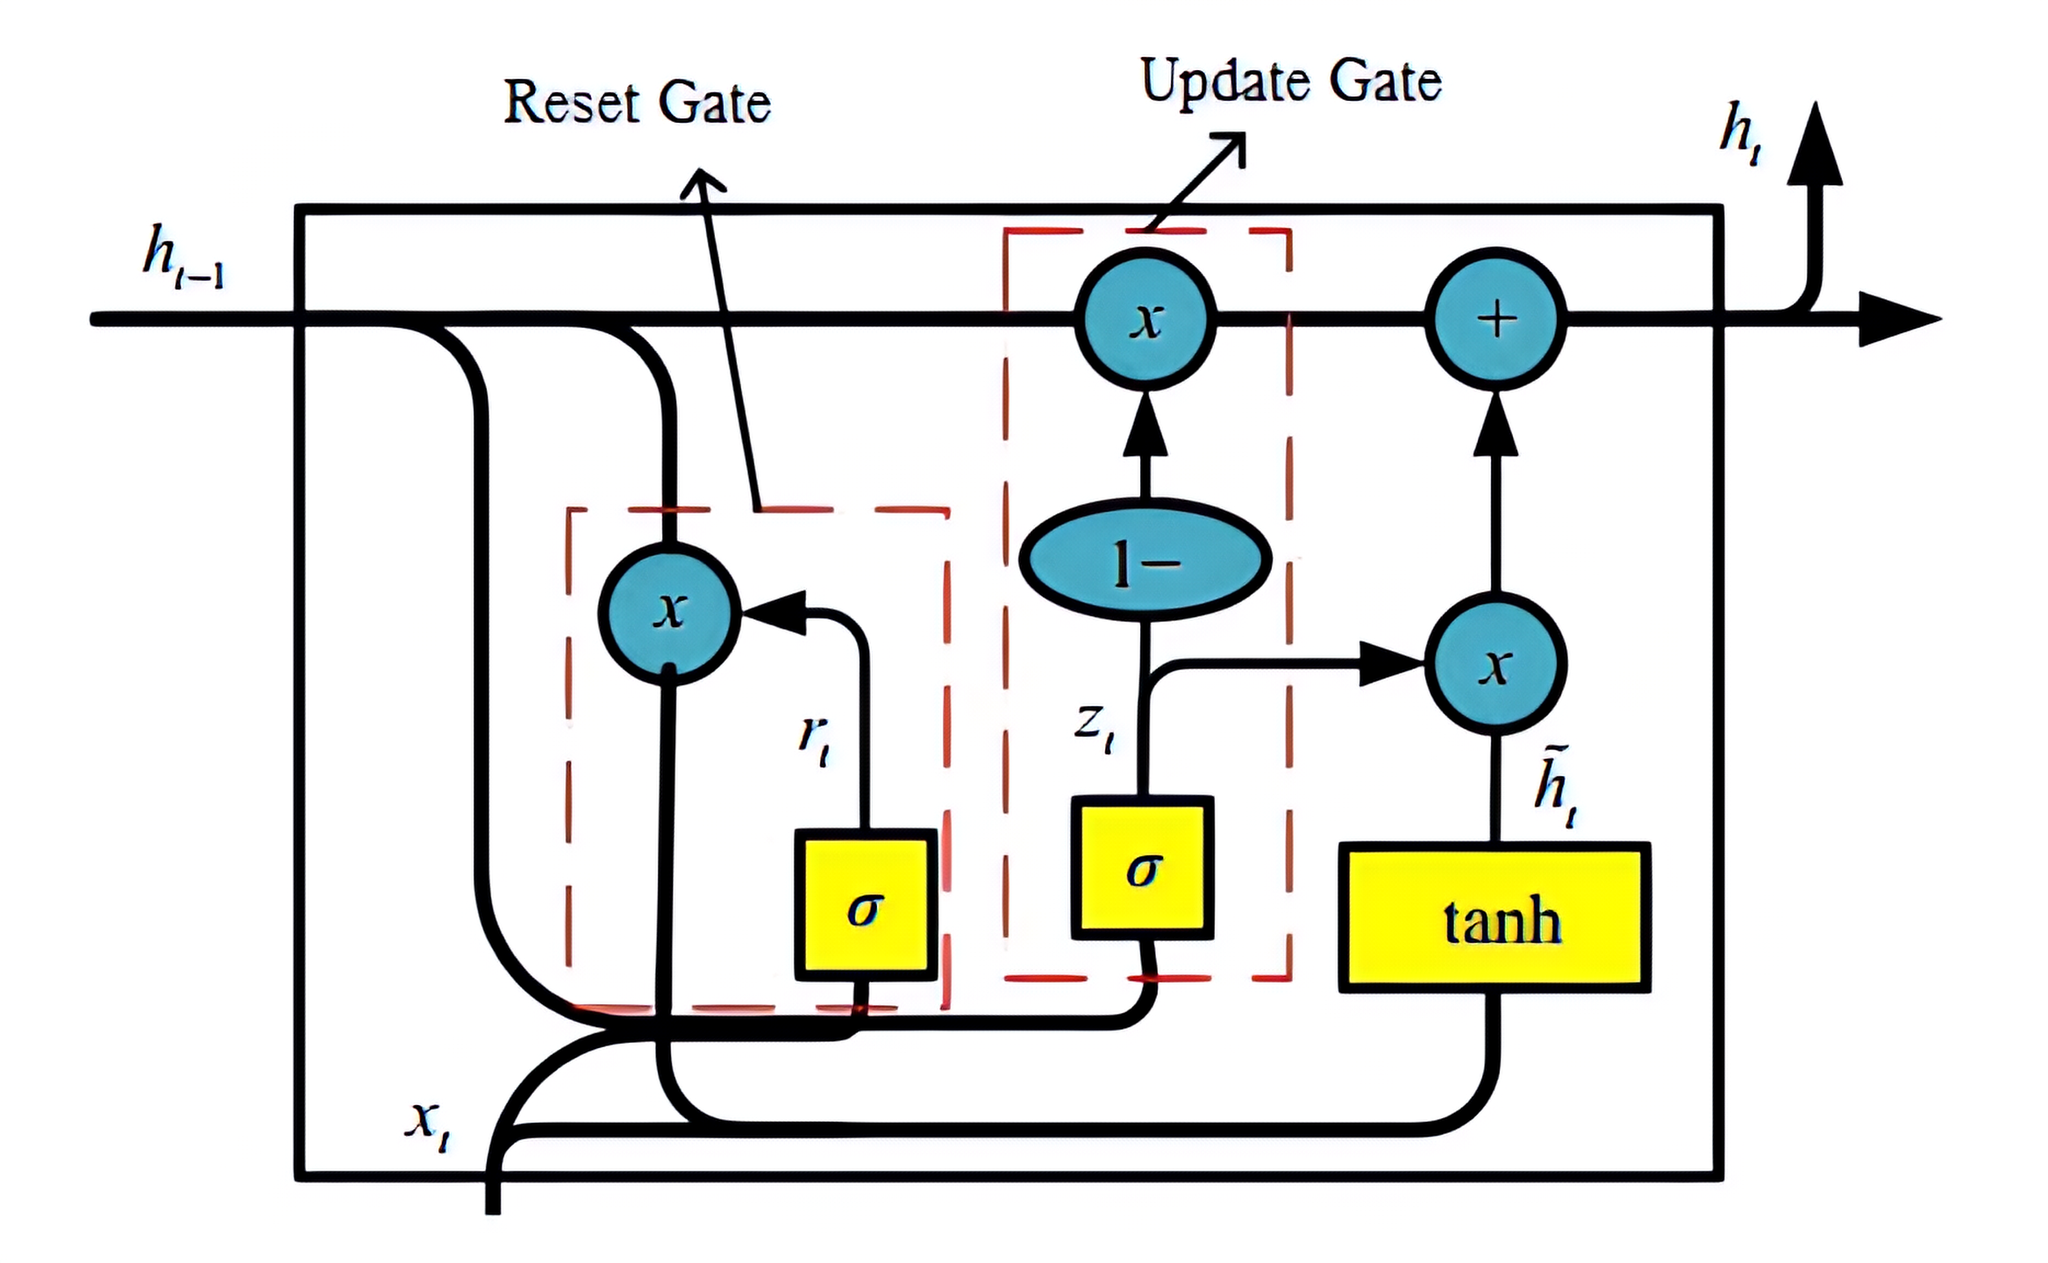 Reset Gate
Update Gate
hₜ
hₜ₋₁
x
+
1−
x
x
rₜ
zₜ
h̃ₜ
σ
σ
tanh
xₜ